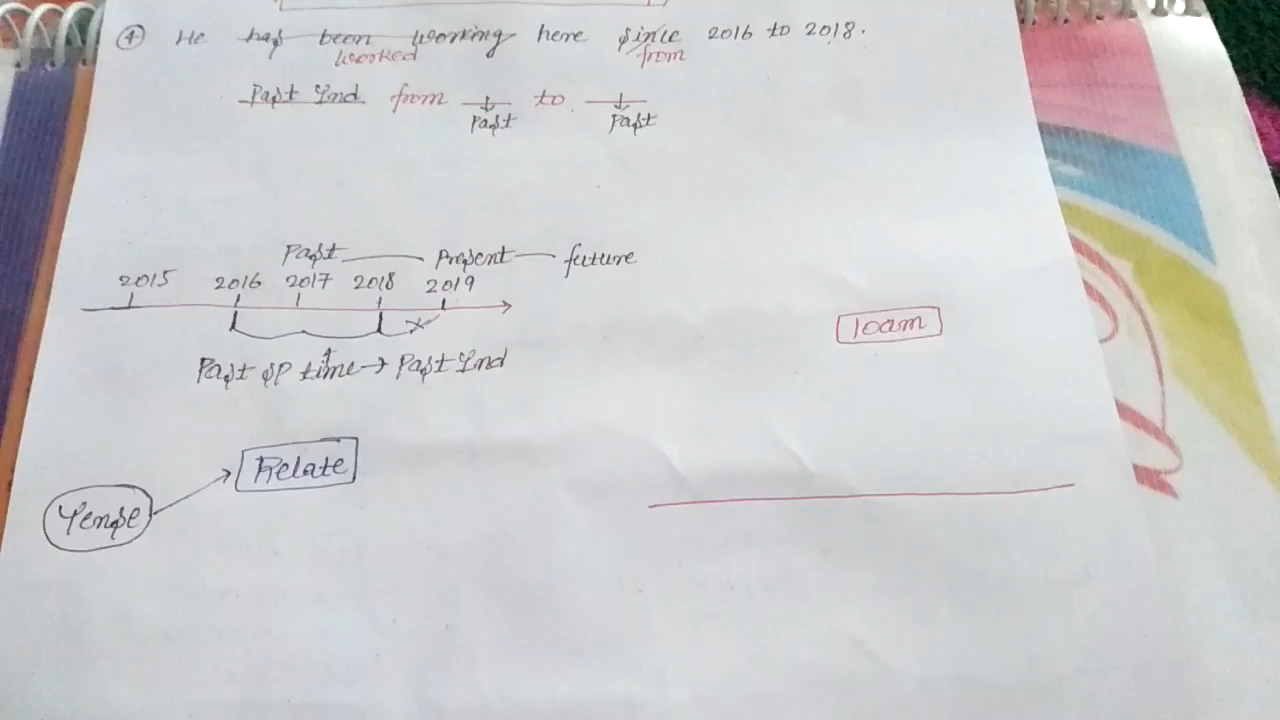 ④ He has been working here since 2016 to 2018.
worked from
Past Ind from Past to Past
Past Present future
2015 2016 2017 2018 2019
Past sp time → Past Ind
10am
Relate
Tense